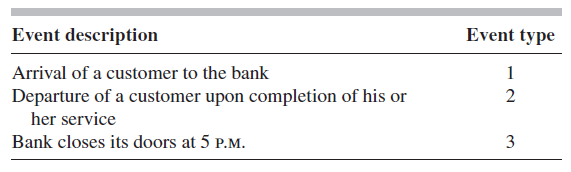 Event description Event type
Arrival of a customer to the bank 1
Departure of a customer upon completion of his or 2
her service
Bank closes its doors at 5 P.M. 3